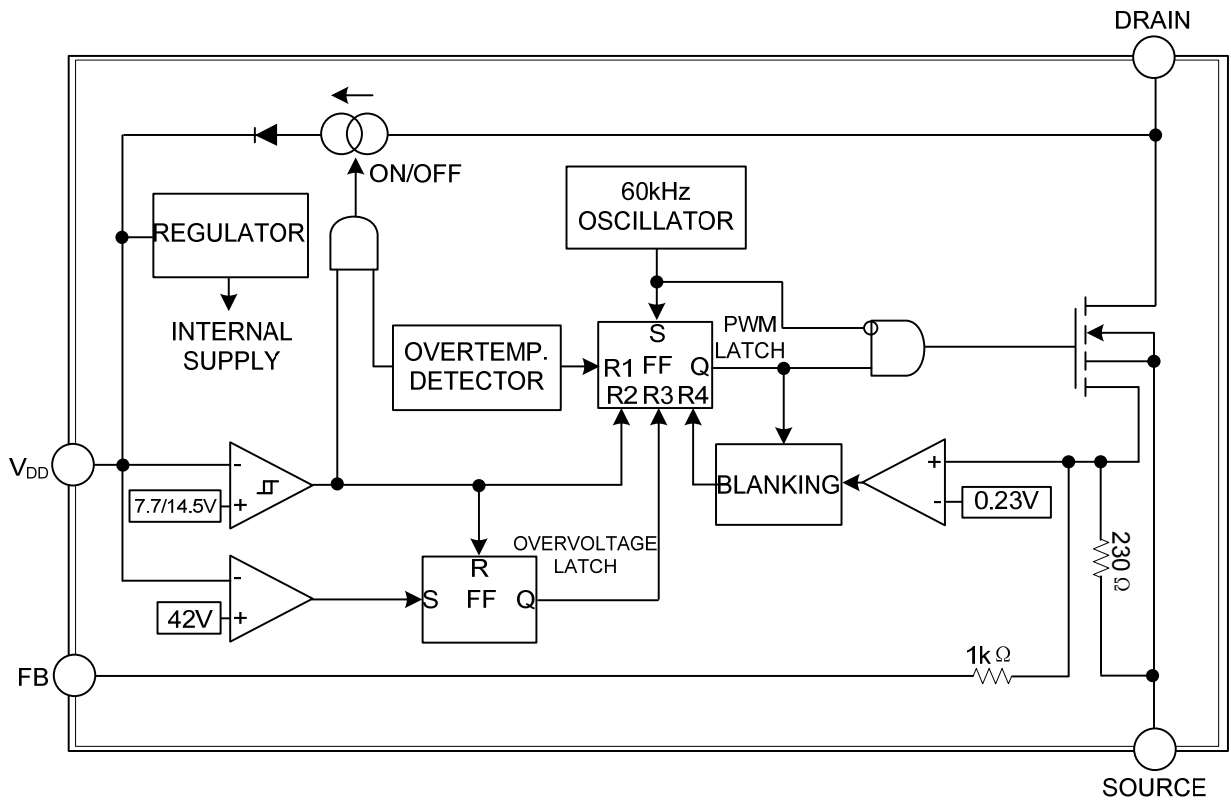 DRAIN
ON/OFF
60kHz
OSCILLATOR
REGULATOR
INTERNAL
SUPPLY
OVERTEMP.
DETECTOR
S
R1 FF Q
R2 R3 R4
PWM
LATCH
VDD
-
7.7/14.5V
+
BLANKING
+
-
0.23V
OVERVOLTAGE
LATCH
R
S FF Q
-
42V
+
230 Ω
FB
1k Ω
SOURCE